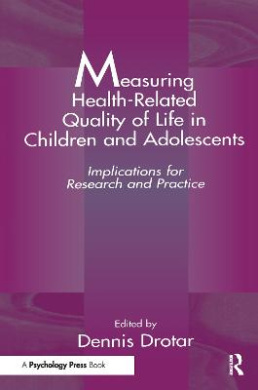 Measuring
Health-Related
Quality of Life in
Children and Adolescents
Implications for
Research and Practice
Edited by
Dennis Drotar
A Psychology Press Book
R
Routledge